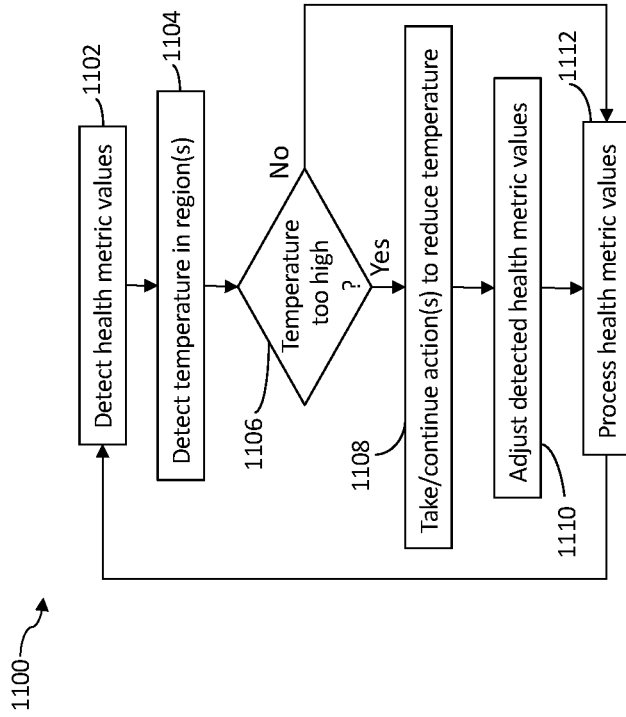 1100
1102
Detect health metric values
1104
Detect temperature in region(s)
1106
Temperature
too high
?
No
Yes
1108
Take/continue action(s) to reduce temperature
Adjust detected health metric values
1110
1112
Process health metric values